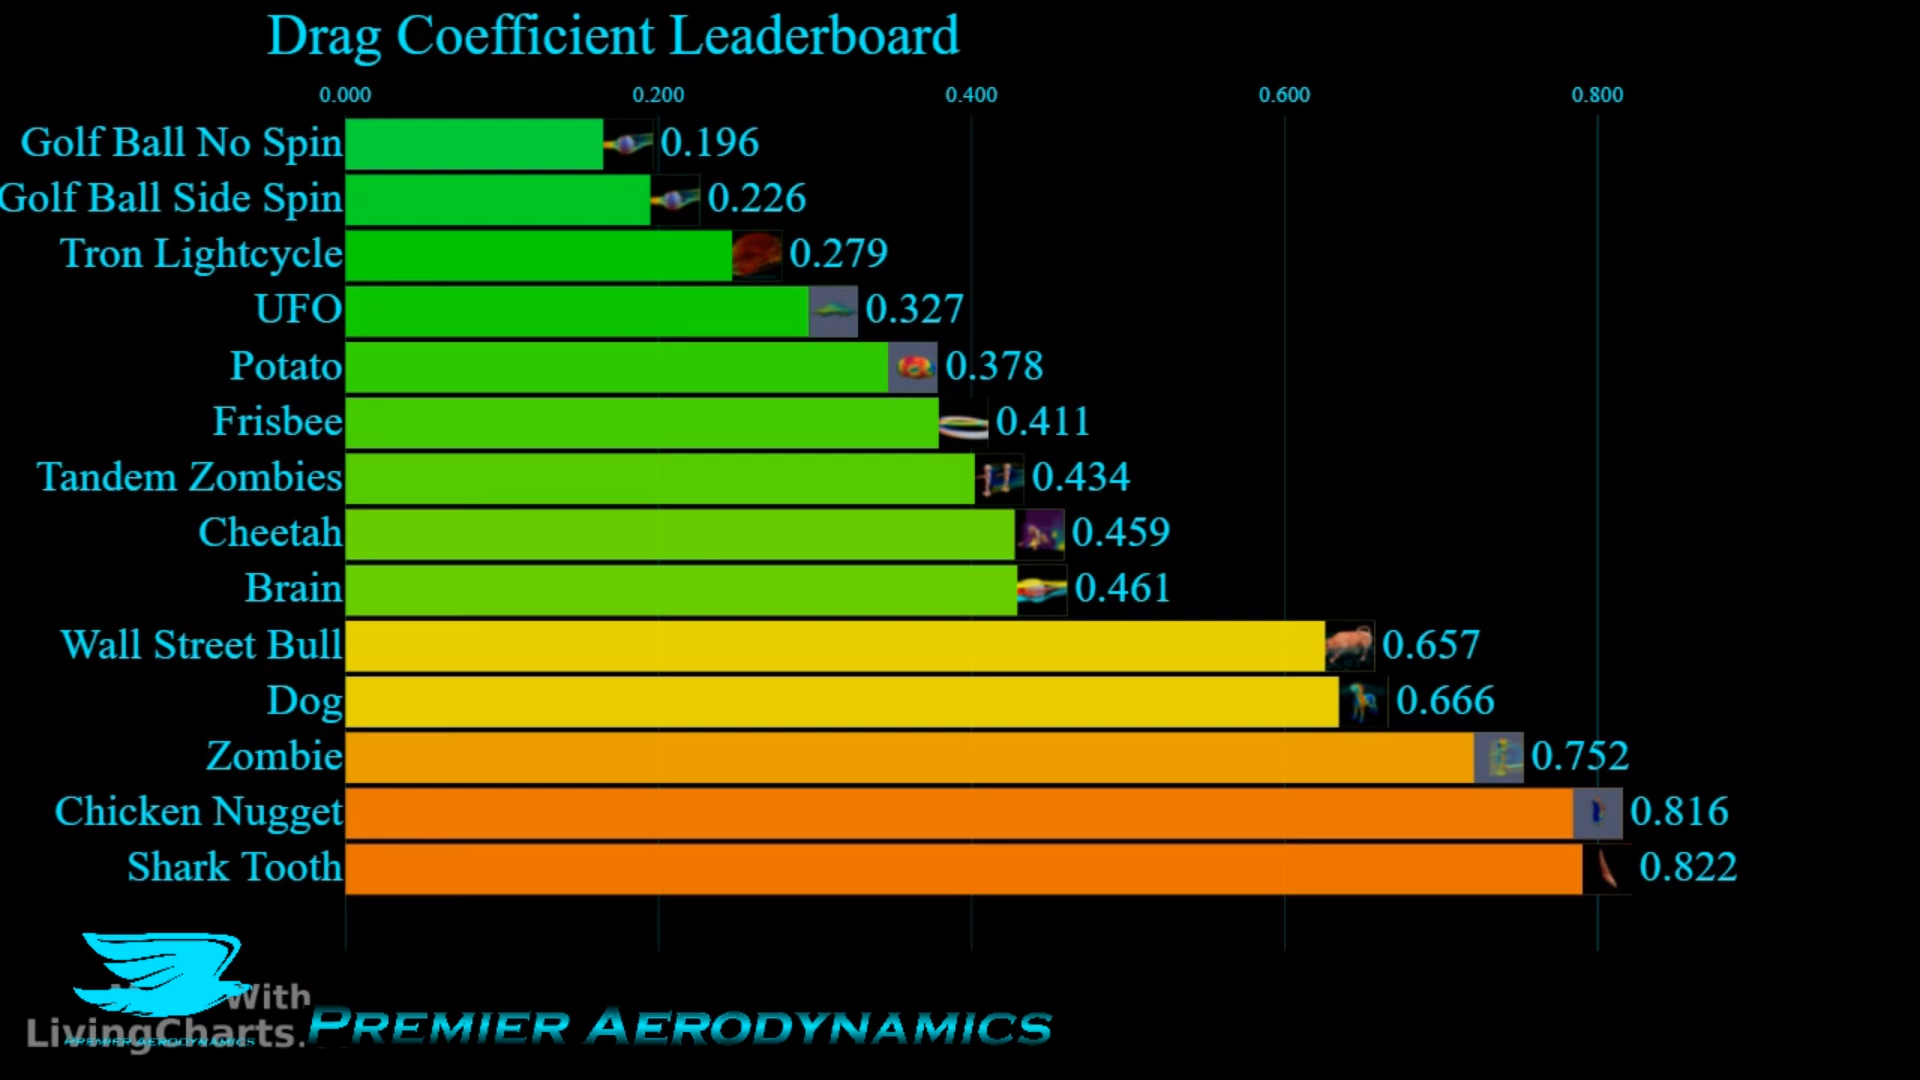 Drag Coefficient Leaderboard
0.000 0.200 0.400 0.600 0.800
Golf Ball No Spin 0.196
Golf Ball Side Spin 0.226
Tron Lightcycle 0.279
UFO 0.327
Potato 0.378
Frisbee 0.411
Tandem Zombies 0.434
Cheetah 0.459
Brain 0.461
Wall Street Bull 0.657
Dog 0.666
Zombie 0.752
Chicken Nugget 0.816
Shark Tooth 0.822
With
LivingCharts.
PREMIER AERODYNAMICS
PREMIER AERODYNAMICS